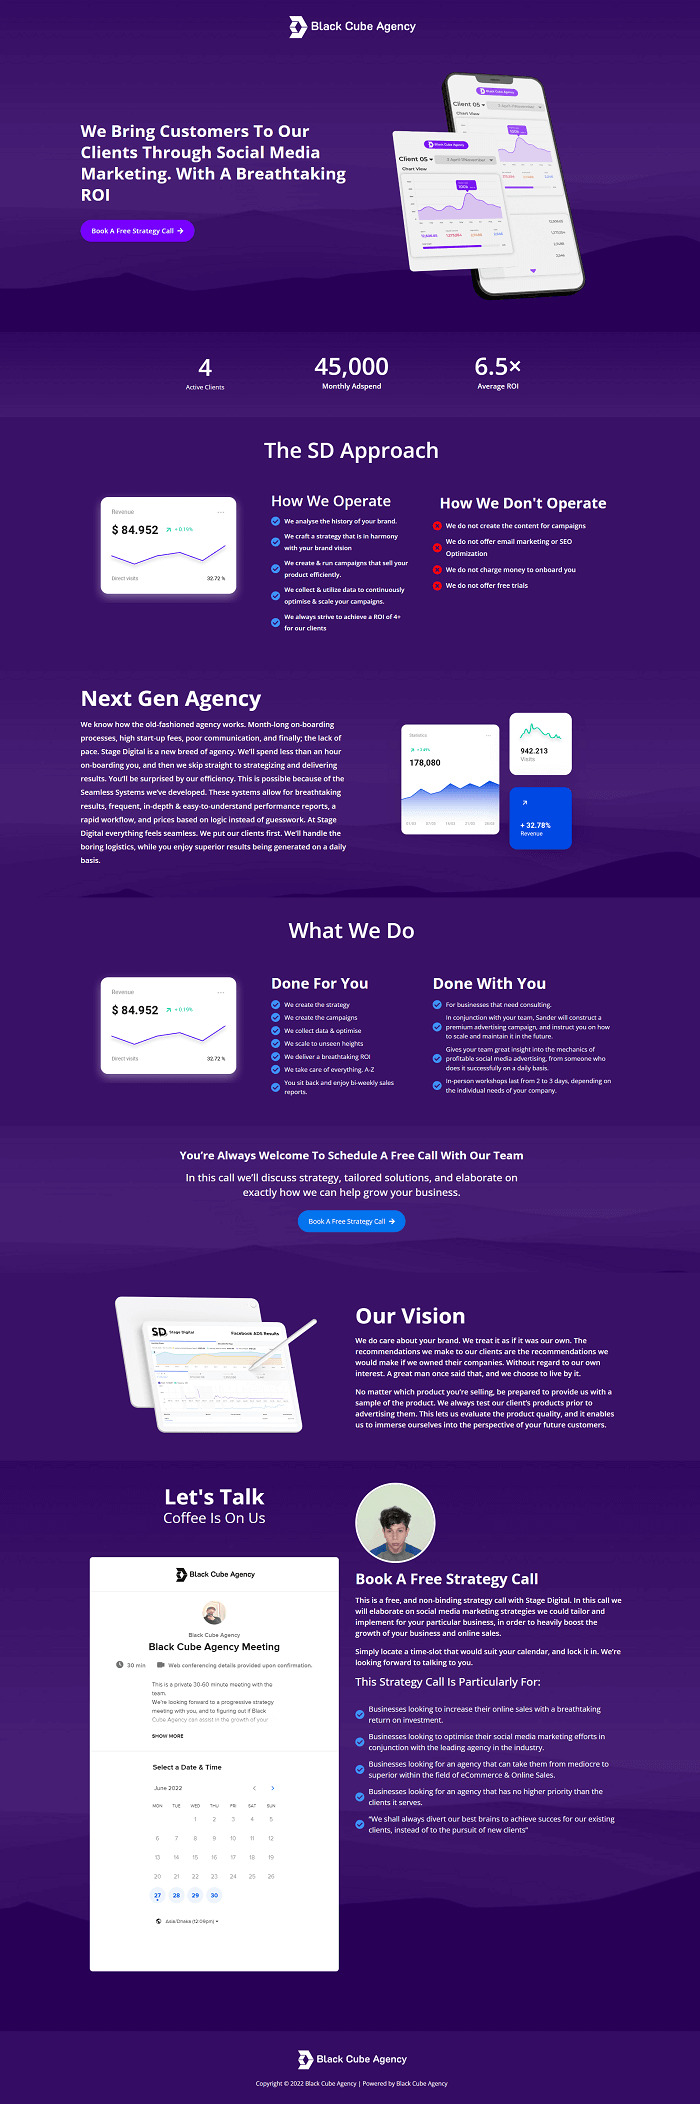 Black Cube Agency
We Bring Customers To Our
Clients Through Social Media
Marketing. With A Breathtaking
ROI
Book A Free Strategy Call →
Black Cube Agency
Client 05
Chart View
Black Cube Agency
Client 05
Chart View
4
Active Clients
45,000
Monthly Adspend
6.5×
Average ROI
The SD Approach
Revenue
$ 84.952
+ 0.19%
Direct visits
32.72 %
How We Operate
We analyse the history of your brand.
We craft a strategy that is in harmony
with your brand vision
We create & run campaigns that sell your
product efficiently.
We collect & utilize data to continuously
optimise & scale your campaigns.
We always strive to achieve a ROI of 4+
for our clients
How We Don't Operate
We do not create the content for campaigns
We do not offer email marketing or SEO
Optimization
We do not charge money to onboard you
We do not offer free trials
Next Gen Agency
We know how the old-fashioned agency works. Month-long on-boarding
processes, high start-up fees, poor communication, and finally; the lack of
pace. Stage Digital is a new breed of agency. We'll spend less than an hour
on-boarding you, and then we skip straight to strategizing and delivering
results. You'll be surprised by our efficiency. This is possible because of the
Seamless Systems we've developed. These systems allow for breathtaking
results, frequent, in-depth & easy-to-understand performance reports, a
rapid workflow, and prices based on logic instead of guesswork. At Stage
Digital everything feels seamless. We put our clients first. We'll handle the
boring logistics, while you enjoy superior results being generated on a daily
basis.
Statistics
178,080
942.213
Visits
+ 32.78%
Revenue
What We Do
Revenue
$ 84.952
+ 0.19%
Direct visits
32.72 %
Done For You
We create the strategy
We create the campaigns
We collect data & optimise
We scale to unseen heights
We deliver a breathtaking ROI
We take care of everything. A-Z
You sit back and enjoy bi-weekly sales
reports.
Done With You
For businesses that need consulting.
In conjunction with your team, Sander will construct a
premium advertising campaign, and instruct you on how
to scale and maintain it in the future.
Gives your team great insight into the mechanics of
profitable social media advertising, from someone who
does it successfully on a daily basis.
In-person workshops last from 2 to 3 days, depending on
the individual needs of your company.
You're Always Welcome To Schedule A Free Call With Our Team
In this call we'll discuss strategy, tailored solutions, and elaborate on
exactly how we can help grow your business.
Book A Free Strategy Call →
SD Stage Digital
Facebook ADS Results
Our Vision
We do care about your brand. We treat it as if it was our own. The
recommendations we make to our clients are the recommendations we
would make if we owned their companies. Without regard to our own
interest. A great man once said that, and we choose to live by it.
No matter which product you're selling, be prepared to provide us with a
sample of the product. We always test our client's products prior to
advertising them. This lets us evaluate the product quality, and it enables
us to immerse ourselves into the perspective of your future customers.
Let's Talk
Coffee Is On Us
Black Cube Agency
Black Cube Agency
Black Cube Agency Meeting
30 min
Web conferencing details provided upon confirmation.
This is a private 30-60 minute meeting with the
team.
We're looking forward to a progressive strategy
meeting with you, and to figuring out if Black
Cube Agency can assist in the growth of your
SHOW MORE
Select a Date & Time
June 2022
MON TUE WED THU FRI SAT SUN
1 2 3 4 5
6 7 8 9 10 11 12
13 14 15 16 17 18 19
20 21 22 23 24 25 26
27 28 29 30
Asia/Dhaka (12:09pm)
Book A Free Strategy Call
This is a free, and non-binding strategy call with Stage Digital. In this call we
will elaborate on social media marketing strategies we could tailor and
implement for your particular business, in order to heavily boost the
growth of your business and online sales.
Simply locate a time-slot that would suit your calendar, and lock it in. We're
looking forward to talking to you.
This Strategy Call Is Particularly For:
Businesses looking to increase their online sales with a breathtaking
return on investment.
Businesses looking to optimise their social media marketing efforts in
conjunction with the leading agency in the industry.
Businesses looking for an agency that can take them from mediocre to
superior within the field of eCommerce & Online Sales.
Businesses looking for an agency that has no higher priority than the
clients it serves.
"We shall always divert our best brains to achieve succes for our existing
clients, instead of to the pursuit of new clients"
Black Cube Agency
Copyright © 2022 Black Cube Agency | Powered by Black Cube Agency